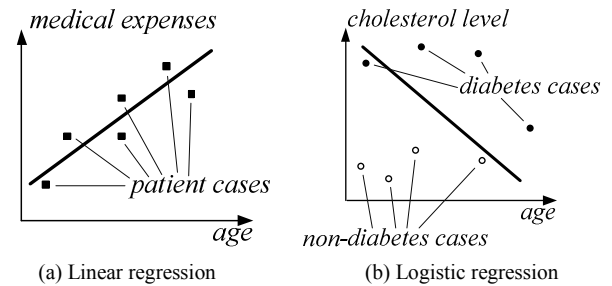 medical expenses
patient cases
age
(a) Linear regression
cholesterol level
diabetes cases
age
non-diabetes cases
(b) Logistic regression